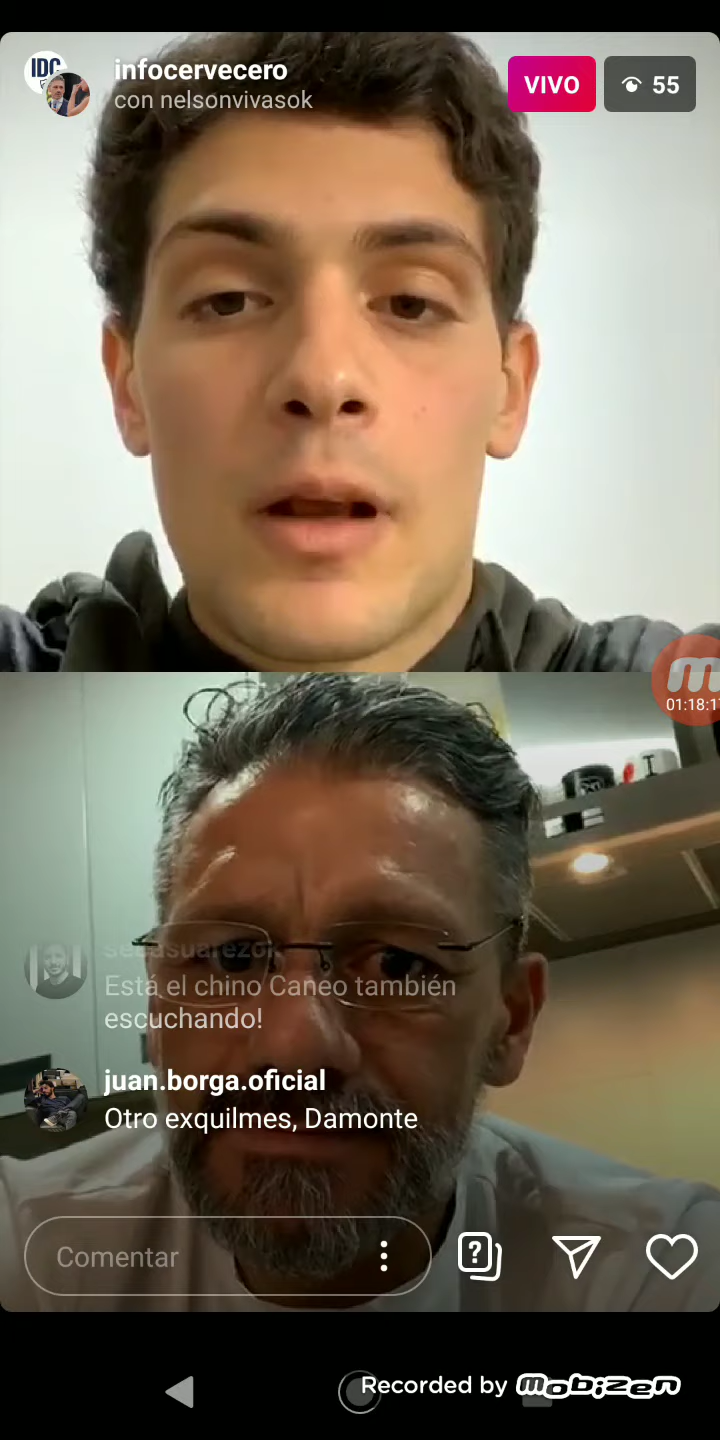 IDC
infocervecero
con nelsonvivasok
VIVO
55
01:18:1
sebasuarezok
Está el chino Caneo también
escuchando!
juan.borga.oficial
Otro exquilmes, Damonte
Comentar
Recorded by mobizen